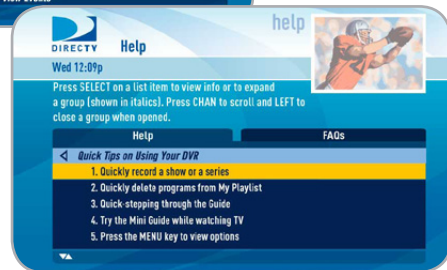 View Events
help
DIRECTV Help
Wed 12:09p
Press SELECT on a list item to view info or to expand
a group (shown in italics). Press CHAN to scroll and LEFT to
close a group when opened.
Help FAQs
Quick Tips on Using Your DVR
1. Quickly record a show or a series
2. Quickly delete programs from My Playlist
3. Quick-stepping through the Guide
4. Try the Mini Guide while watching TV
5. Press the MENU key to view options